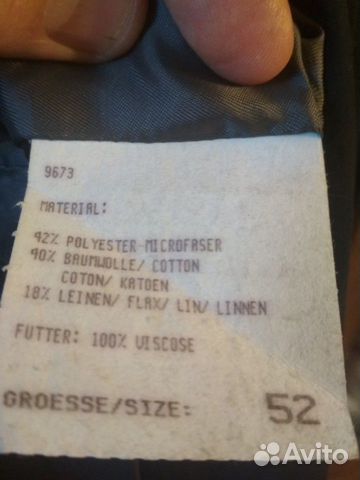 9673
MATERIAL:
42% POLYESTER-MICROFASER
40% BAUMWOLLE/ COTTON
COTON/ KATOEN
18% LEINEN/ FLAX/ LIN/ LINNEN
FUTTER: 100% VISCOSE
GROESSE/SIZE: 52
Avito